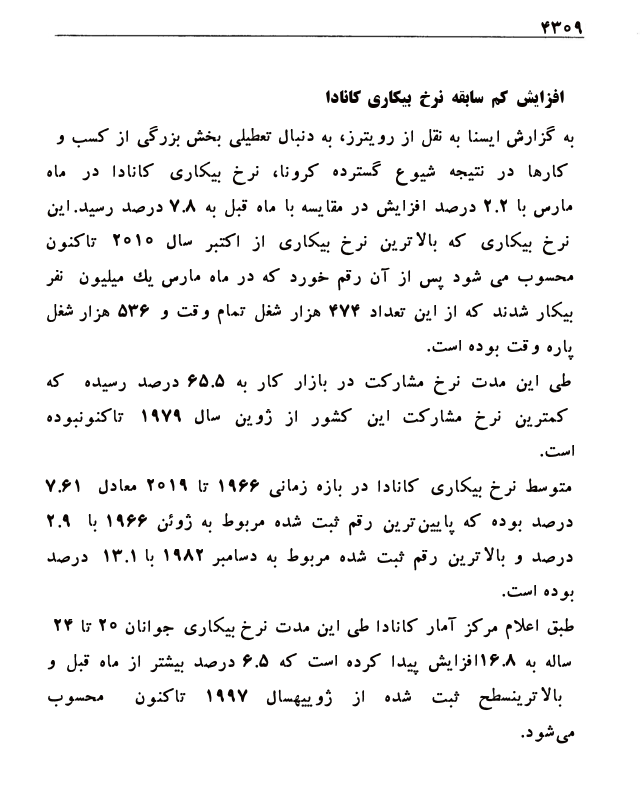 ۴۳۰۹
افزایش کم سابقه نرخ بیکاری کانادا
به گزارش ایسنا به نقل از رویترز، به دنبال تعطیلی بخش بزرگی از کسب و
کارها در نتیجه شیوع گسترده کرونا، نرخ بیکاری کانادا در ماه
مارس با ۲.۲ درصد افزایش در مقایسه با ماه قبل به ۷.۸ درصد رسید.این
نرخ بیکاری که بالاترین نرخ بیکاری از اکتبر سال ۲۰۱۰ تاکنون
محسوب می شود پس از آن رقم خورد که در ماه مارس یك میلیون نفر
بیکار شدند که از این تعداد ۴۷۴ هزار شغل تمام وقت و ۵۳۶ هزار شغل
پاره وقت بوده است.
طی این مدت نرخ مشارکت در بازار کار به ۶۵.۵ درصد رسیده که
کمترین نرخ مشارکت این کشور از ژوین سال ۱۹۷۹ تاکنونبوده
است.
متوسط نرخ بیکاری کانادا در بازه زمانی ۱۹۶۶ تا ۲۰۱۹ معادل ۷.۶۱
درصد بوده که پایین‌ترین رقم ثبت شده مربوط به ژوئن ۱۹۶۶ با ۲.۹
درصد و بالاترین رقم ثبت شده مربوط به دسامبر ۱۹۸۲ با ۱۳.۱ درصد
بوده است.
طبق اعلام مرکز آمار کانادا طی این مدت نرخ بیکاری جوانان ۲۰ تا ۲۴
ساله به ۱۶.۸افزایش پیدا کرده است که ۶.۵ درصد بیشتر از ماه قبل و
بالاترینسطح ثبت شده از ژوییهسال ۱۹۹۷ تاکنون محسوب
می‌شود.